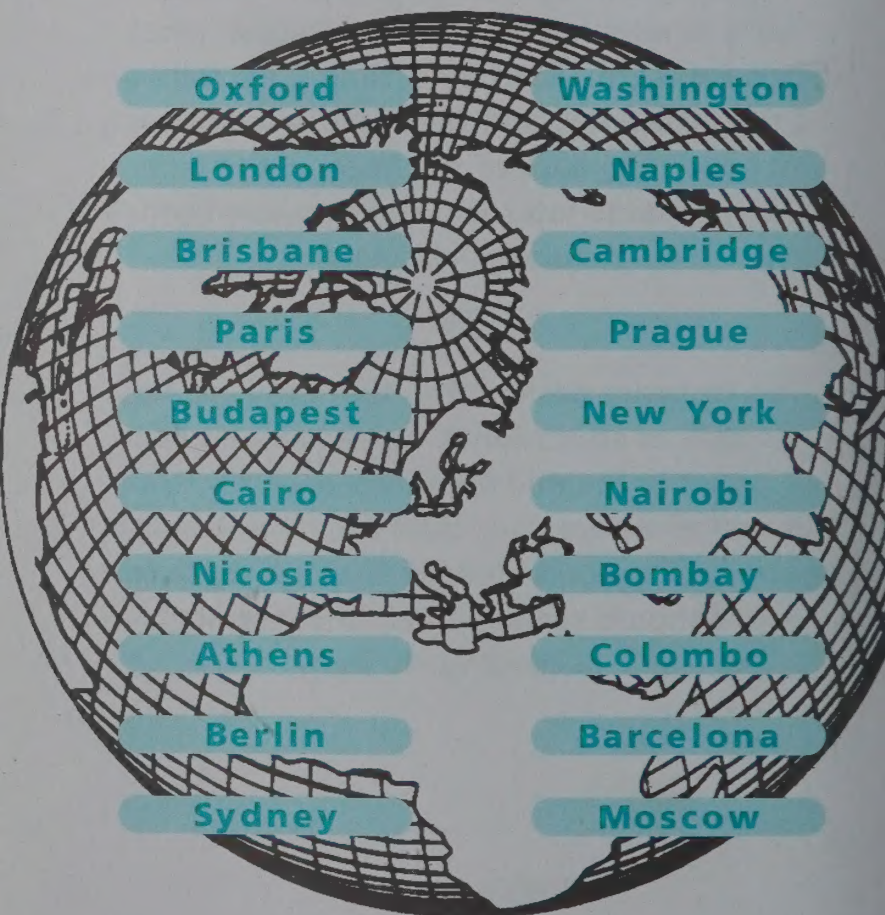 Oxford
Washington
London
Naples
Brisbane
Cambridge
Paris
Prague
Budapest
New York
Cairo
Nairobi
Nicosia
Bombay
Athens
Colombo
Berlin
Barcelona
Sydney
Moscow